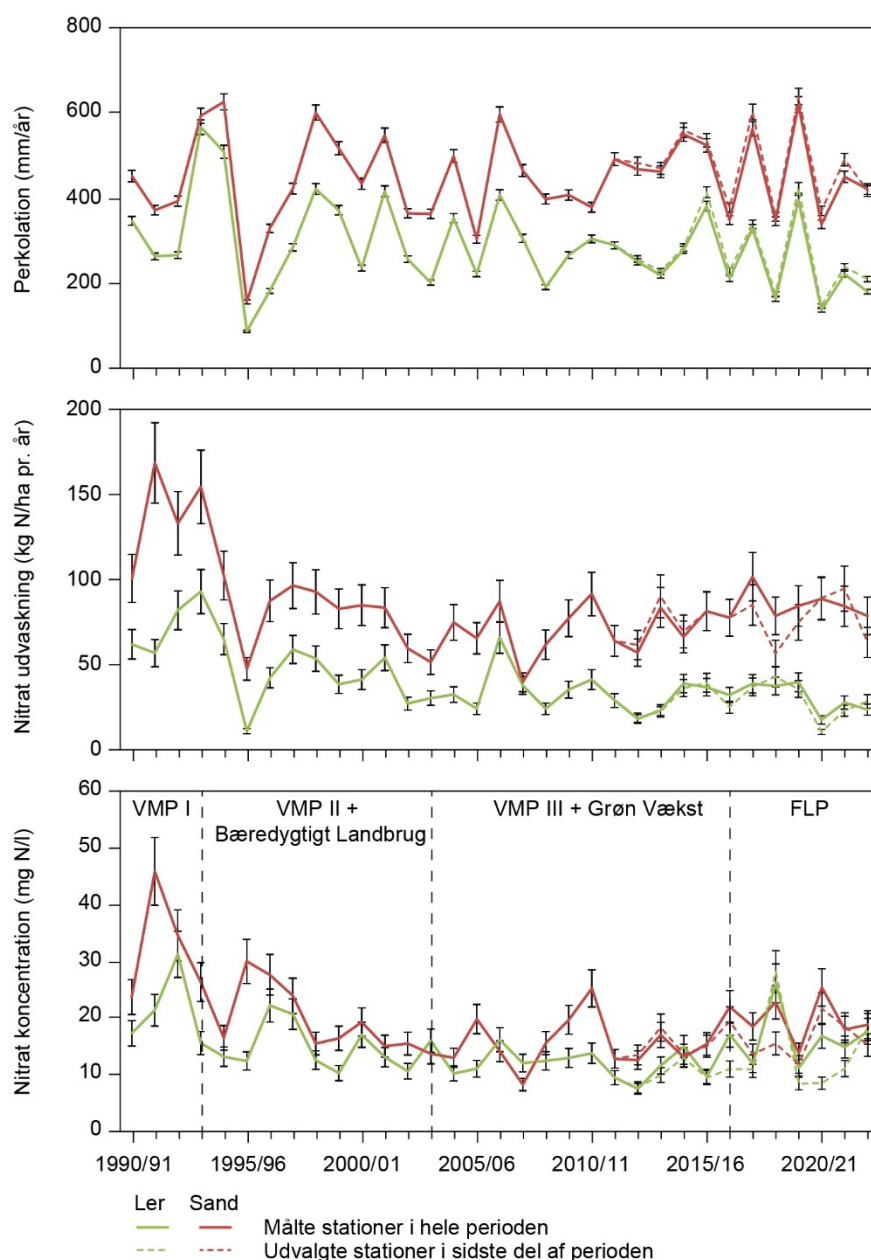 Perkolation (mm/år)
800
600
400
200
0
Nitrat udvaskning (kg N/ha pr. år)
200
150
100
50
0
Nitrat koncentration (mg N/l)
60
50
40
30
20
10
0
VMP I
VMP II +
Bæredygtigt Landbrug
VMP III + Grøn Vækst
FLP
1990/91 1995/96 2000/01 2005/06 2010/11 2015/16 2020/21
Ler Sand
Målte stationer i hele perioden
Udvalgte stationer i sidste del af perioden